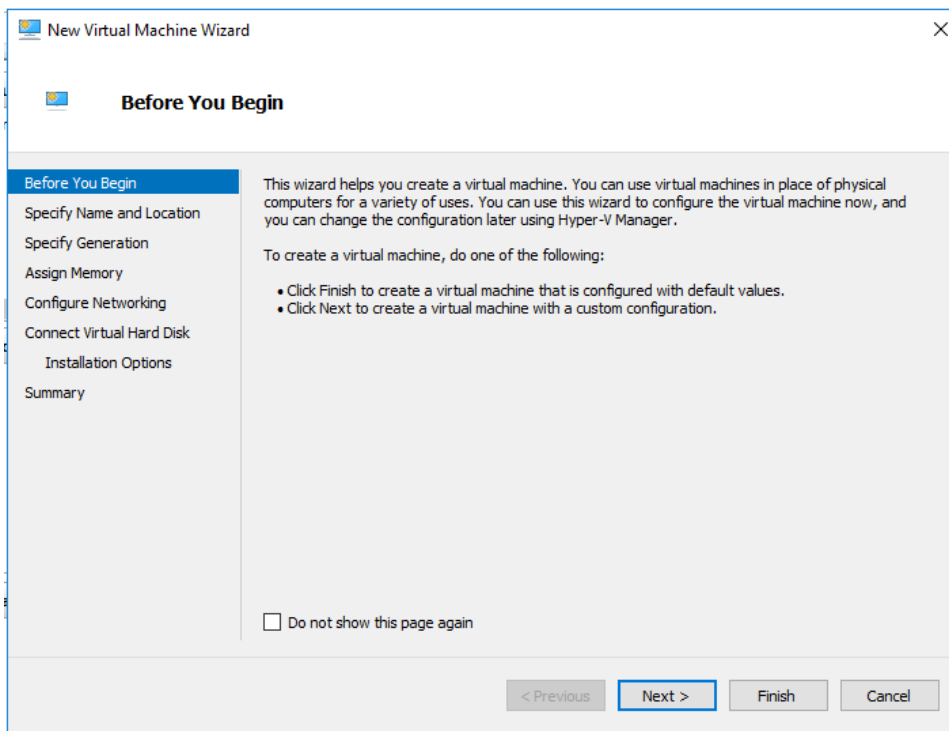 New Virtual Machine Wizard
Before You Begin
Before You Begin
Specify Name and Location
Specify Generation
Assign Memory
Configure Networking
Connect Virtual Hard Disk
Installation Options
Summary
This wizard helps you create a virtual machine. You can use virtual machines in place of physical
computers for a variety of uses. You can use this wizard to configure the virtual machine now, and
you can change the configuration later using Hyper-V Manager.
To create a virtual machine, do one of the following:
• Click Finish to create a virtual machine that is configured with default values.
• Click Next to create a virtual machine with a custom configuration.
Do not show this page again
< Previous
Next >
Finish
Cancel